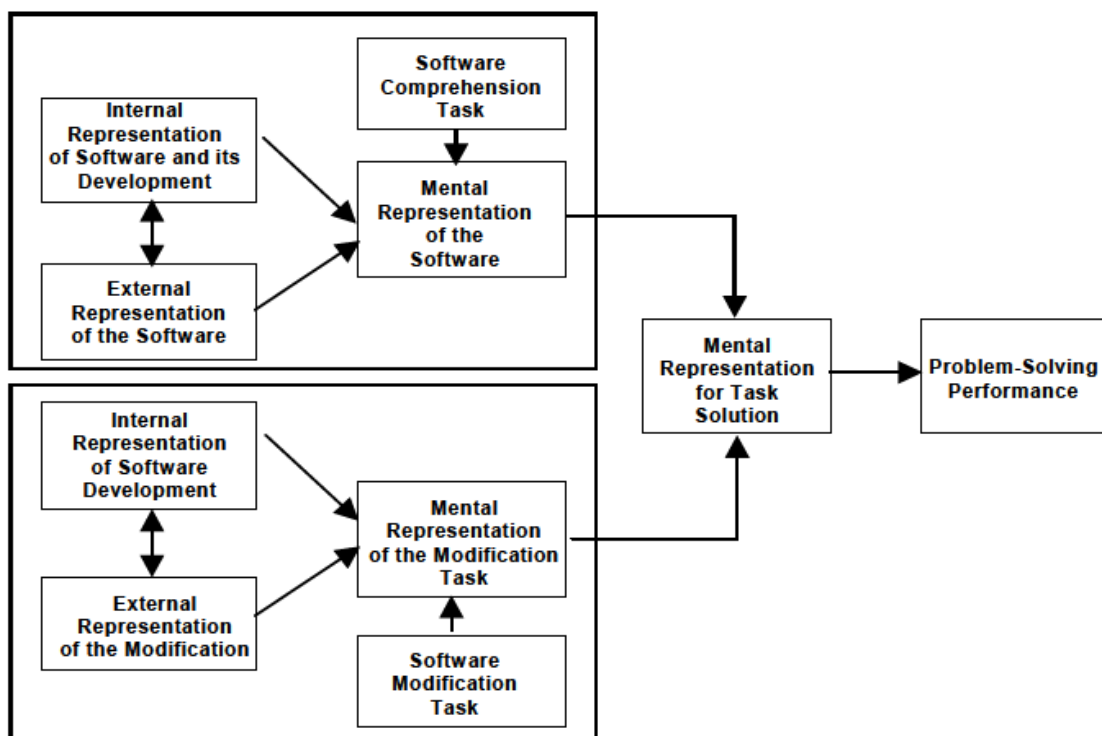 Software
Comprehension
Task
Internal
Representation
of Software and its
Development
Mental
Representation
of the
Software
External
Representation
of the Software
Mental
Representation
for Task
Solution
Problem-Solving
Performance
Internal
Representation
of Software
Development
Mental
Representation
of the Modification
Task
External
Representation
of the Modification
Software
Modification
Task